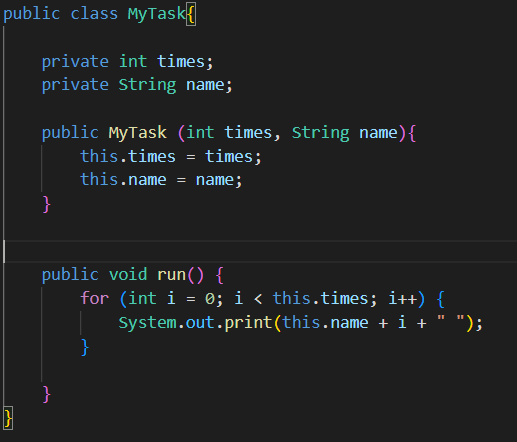 public class MyTask{
private int times;
private String name;
public MyTask (int times, String name){
this.times = times;
this.name = name;
}
public void run() {
for (int i = 0; i < this.times; i++) {
System.out.print(this.name + i + " ");
}
}
}